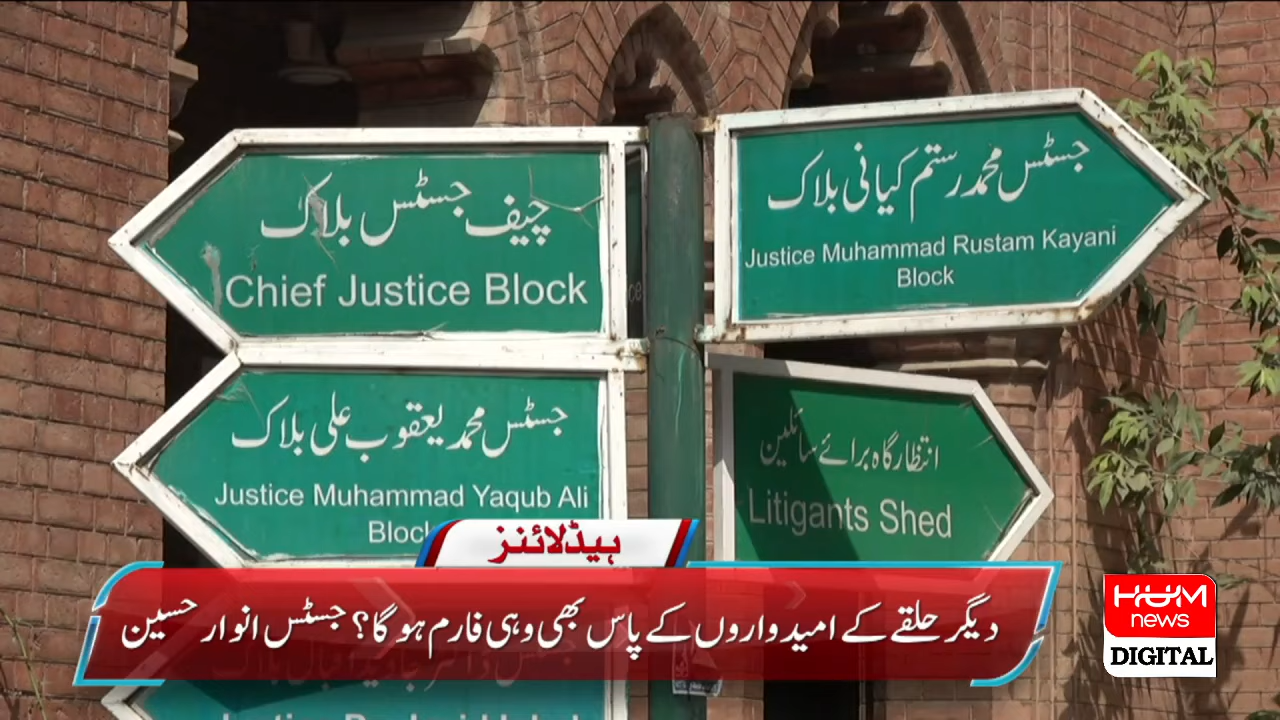 چیف جسٹس بلاک
Chief Justice Block
جسٹس محمد رستم کیانی بلاک
Justice Muhammad Rustam Kayani
Block
جسٹس محمد یعقوب علی بلاک
Justice Muhammad Yaqub Ali
Block
انتظار گاہ برائے سائلین
Litigants Shed
ہیڈلائنز
دیگر حلقے کے امیدواروں کے پاس بھی وہی فارم ہو گا؟ جسٹس انوار حسین
HUM
news
DIGITAL